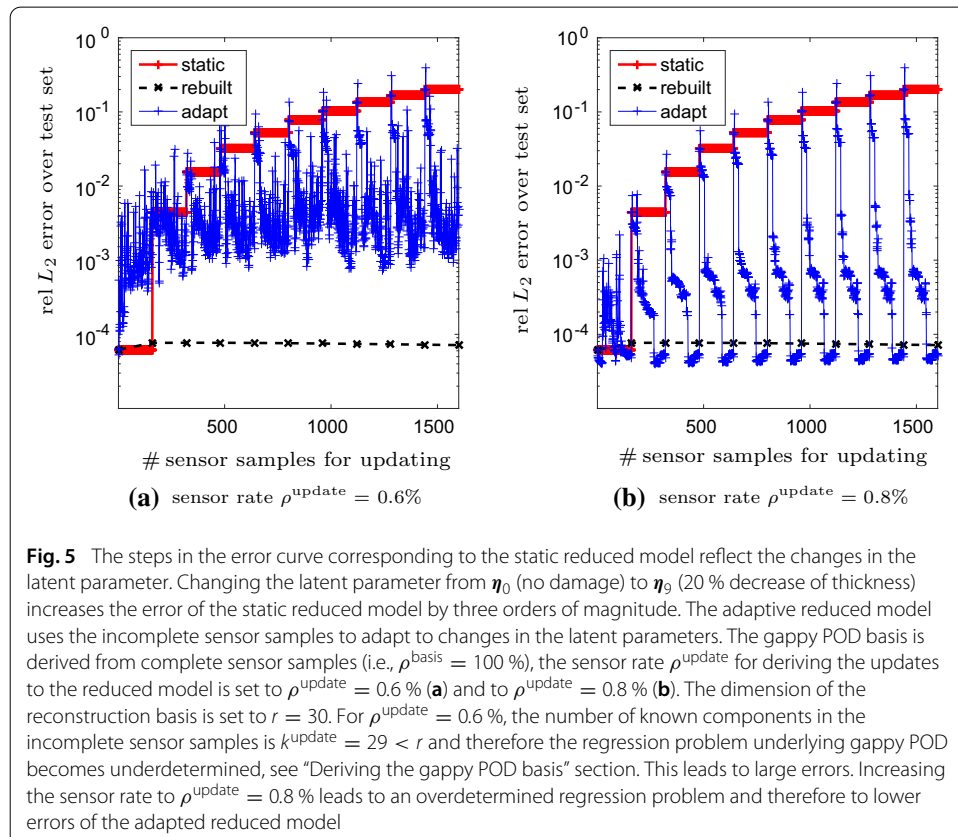 10^0
10^-1
10^-2
10^-3
10^-4
rel L_2 error over test set
static
rebuilt
adapt
500
1000
1500
# sensor samples for updating
(a) sensor rate ρ^update = 0.6%
10^0
10^-1
10^-2
10^-3
10^-4
rel L_2 error over test set
static
rebuilt
adapt
500
1000
1500
# sensor samples for updating
(b) sensor rate ρ^update = 0.8%
Fig. 5 The steps in the error curve corresponding to the static reduced model reflect the changes in the
latent parameter. Changing the latent parameter from η_0 (no damage) to η_9 (20 % decrease of thickness)
increases the error of the static reduced model by three orders of magnitude. The adaptive reduced model
uses the incomplete sensor samples to adapt to changes in the latent parameters. The gappy POD basis is
derived from complete sensor samples (i.e., ρ^basis = 100 %), the sensor rate ρ^update for deriving the updates
to the reduced model is set to ρ^update = 0.6 % (a) and to ρ^update = 0.8 % (b). The dimension of the
reconstruction basis is set to r = 30. For ρ^update = 0.6 %, the number of known components in the
incomplete sensor samples is k^update = 29 < r and therefore the regression problem underlying gappy POD
becomes underdetermined, see “Deriving the gappy POD basis” section. This leads to large errors. Increasing
the sensor rate to ρ^update = 0.8 % leads to an overdetermined regression problem and therefore to lower
errors of the adapted reduced model